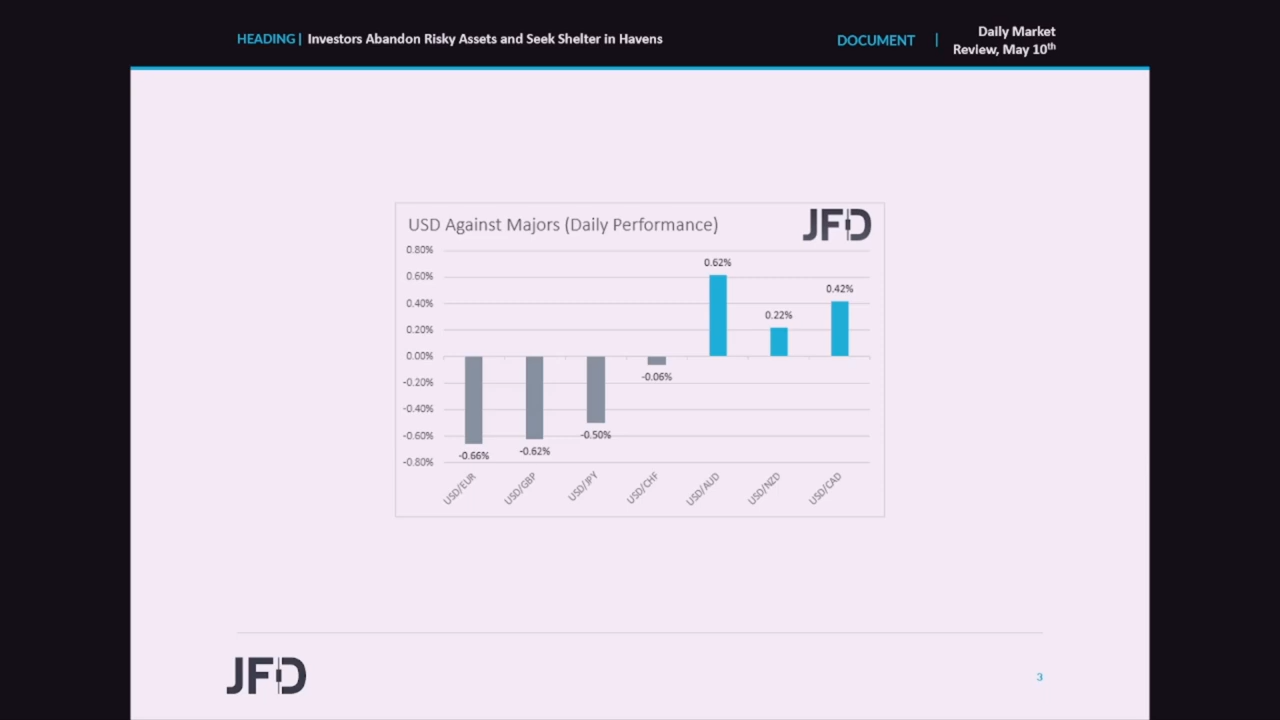 HEADING | Investors Abandon Risky Assets and Seek Shelter in Havens
DOCUMENT | Daily Market
Review, May 10th
USD Against Majors (Daily Performance)
JFD
0.80%
0.60%
0.40%
0.20%
0.00%
-0.20%
-0.40%
-0.60%
-0.80%
-0.66%
-0.62%
-0.50%
-0.06%
0.62%
0.22%
0.42%
USD/EUR
USD/GBP
USD/JPY
USD/CHF
USD/AUD
USD/NZD
USD/CAD
JFD
3